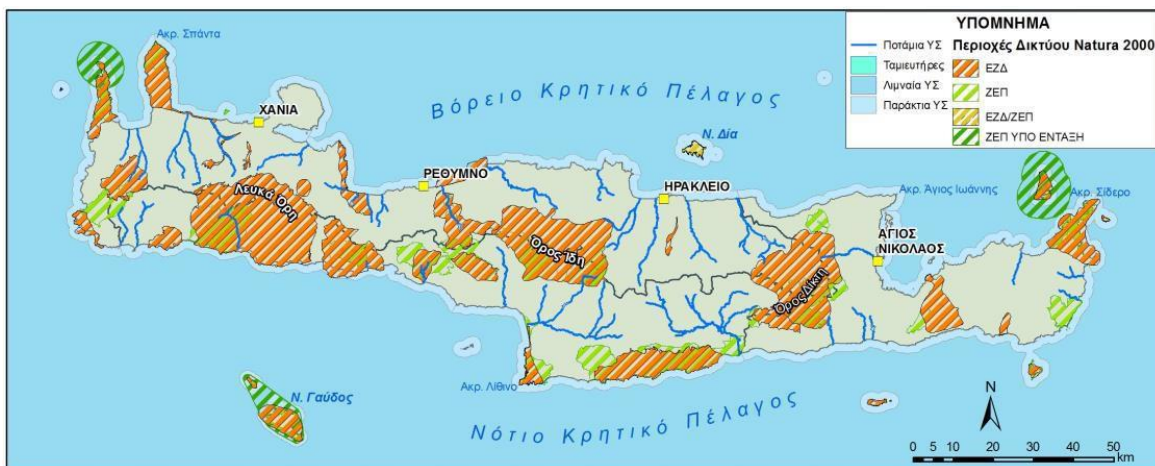 Ακρ. Σπάντα
ΧΑΝΙΑ
Βόρειο Κρητικό Πέλαγος
Ν. Δία
ΡΕΘΥΜΝΟ
ΗΡΑΚΛΕΙΟ
Ακρ. Άγιος Ιωάννης
Ακρ. Σίδερο
Λευκά Όρη
Όρος Ίδη
Όρος Δίκτη
ΑΓΙΟΣ
ΝΙΚΟΛΑΟΣ
Ακρ. Λίθινο
Ν. Γαύδος
Νότιο Κρητικό Πέλαγος
ΥΠΟΜΝΗΜΑ
Ποτάμια ΥΣ
Ταμιευτήρες
Λιμναία ΥΣ
Παράκτια ΥΣ
Περιοχές Δικτύου Natura 2000
ΕΖΔ
ΖΕΠ
ΕΖΔ/ΖΕΠ
ΖΕΠ ΥΠΟ ΕΝΤΑΞΗ
N
0 5 10 20 30 40 50
km